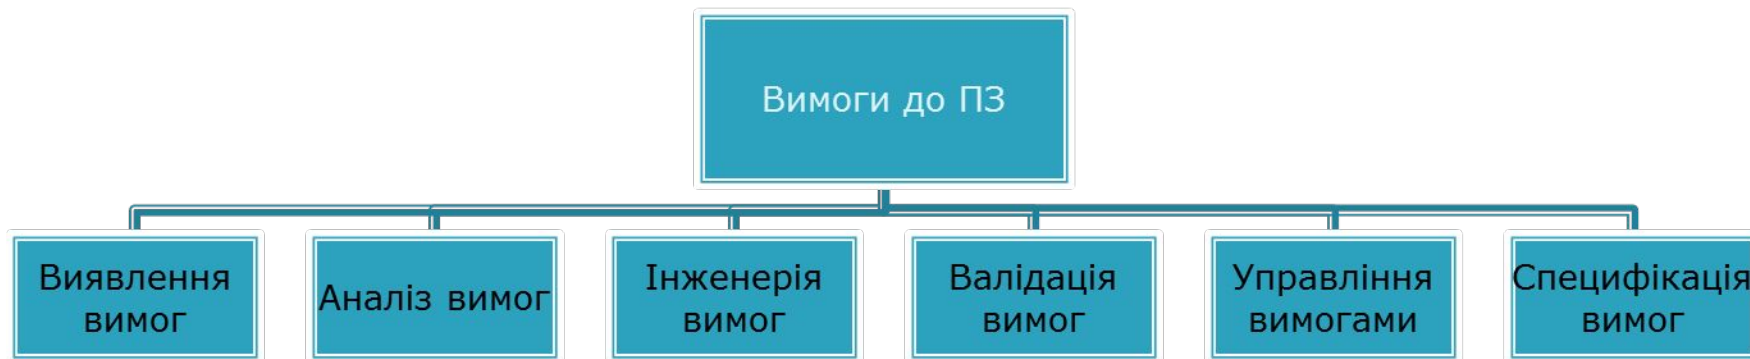 Вимоги до ПЗ
Виявлення
вимог
Аналіз вимог
Інженерія
вимог
Валідація
вимог
Управління
вимогами
Специфікація
вимог